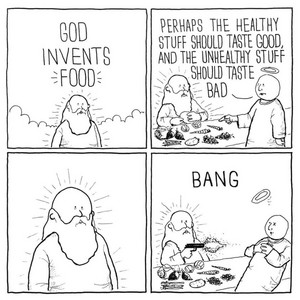 GOD
INVENTS
FOOD
PERHAPS THE HEALTHY
STUFF SHOULD TASTE GOOD,
AND THE UNHEALTHY STUFF
SHOULD TASTE
BAD
BANG